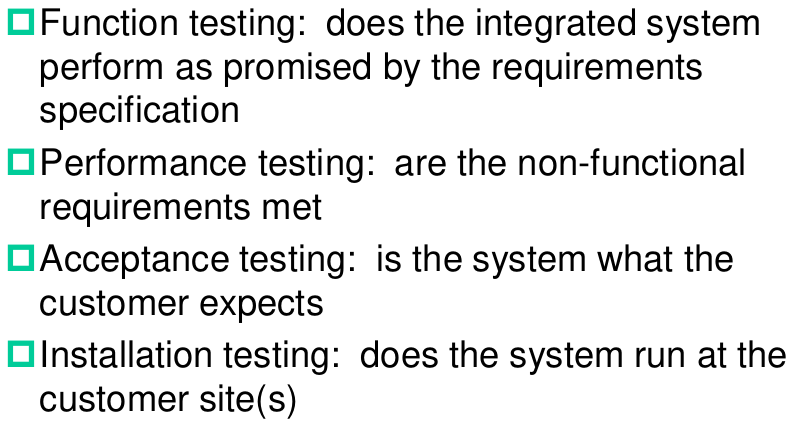 Function testing:  does the integrated system
perform as promised by the requirements
specification
Performance testing:  are the non-functional
requirements met
Acceptance testing:  is the system what the
customer expects
Installation testing:  does the system run at the
customer site(s)